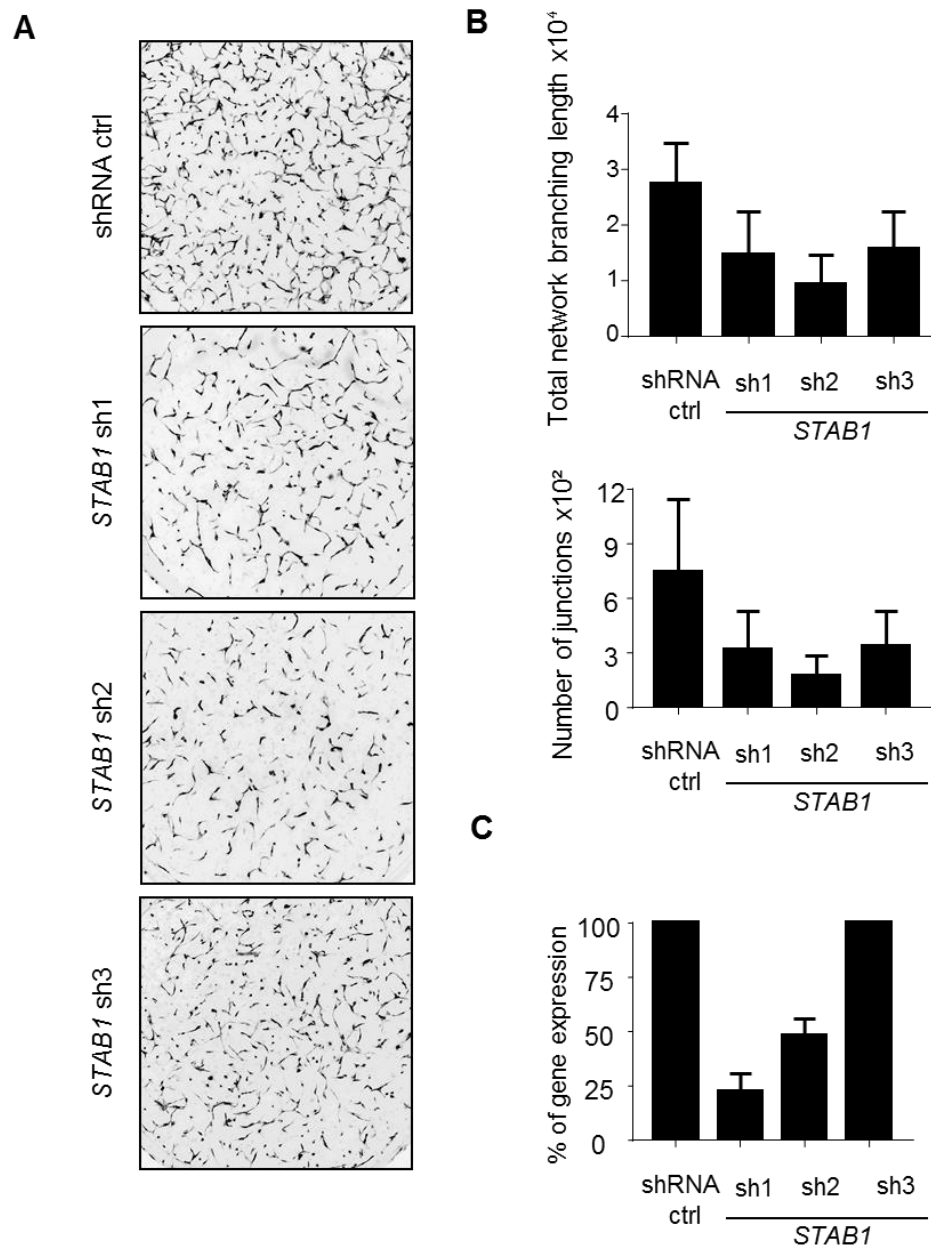 A
shRNA ctrl
STAB1 sh1
STAB1 sh2
STAB1 sh3
B
Total network branching length x10⁴
4
3
2
1
0
shRNA
ctrl
sh1
sh2
sh3
STAB1
Number of junctions x10²
12
9
6
3
0
shRNA
ctrl
sh1
sh2
sh3
STAB1
C
% of gene expression
100
75
50
25
0
shRNA
ctrl
sh1
sh2
sh3
STAB1